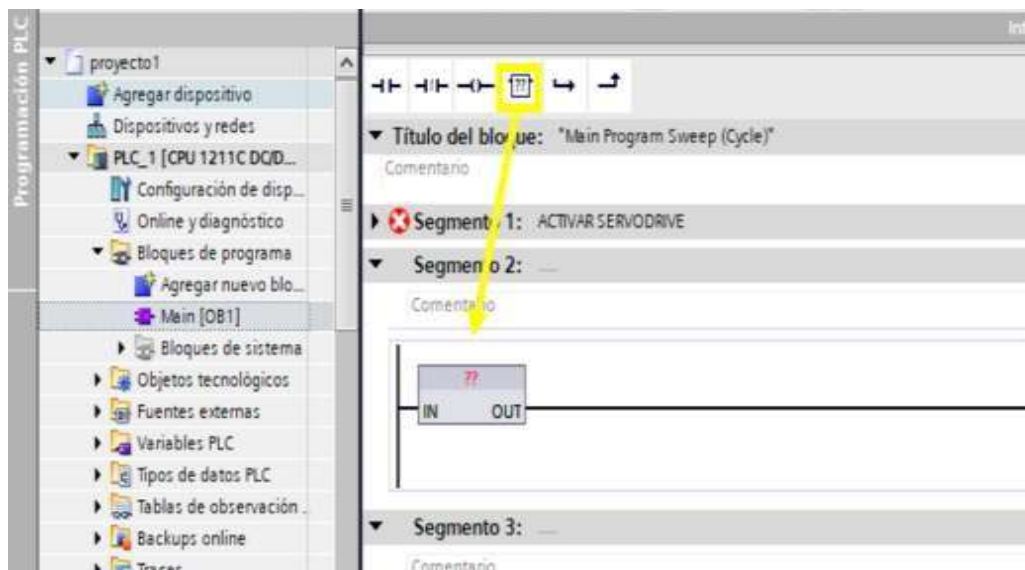 Programación PLC
proyecto1
Agregar dispositivo
Dispositivos y redes
PLC_1 [CPU 1211C DC/D...
Configuración de disp...
Online y diagnóstico
Bloques de programa
Agregar nuevo blo...
Main [OB1]
Bloques de sistema
Objetos tecnológicos
Fuentes externas
Variables PLC
Tipos de datos PLC
Tablas de observación .
Backups online
Traces
??
Título del bloque: "Main Program Sweep (Cycle)"
Comentario
Segmento 1: ACTIVAR SERVODRIVE
Segmento 2: ....
Comentario
??
IN OUT
Segmento 3: ....
Comentario